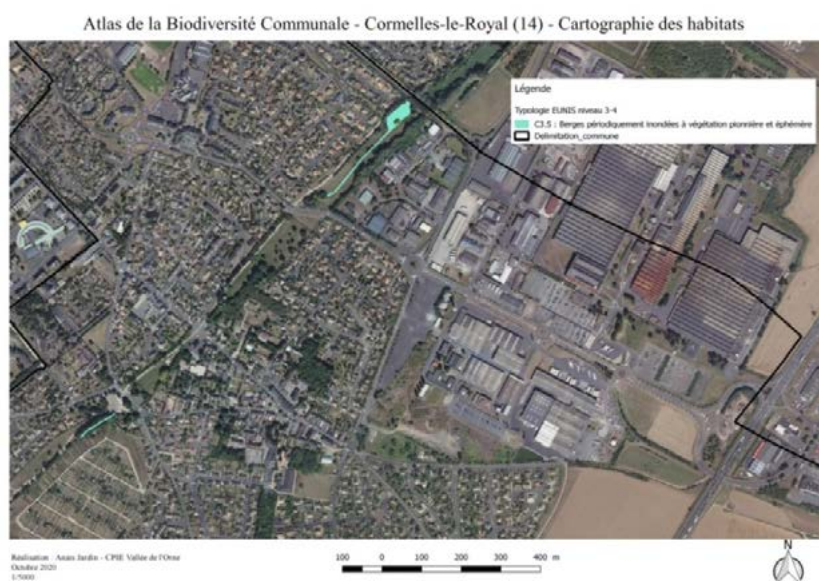 Atlas de la Biodiversité Communale - Cormelles-le-Royal (14) - Cartographie des habitats
Légende
Typologie EUNIS niveau 3-4
C3.5 : Berges périodiquement inondées à végétation pionnière et éphémère
Délimitation_commune
Réalisation : Anais Jardin - CPIE Vallée de l'Orne
Octobre 2020
1/5000
100 0 100 200 300 400 m
N